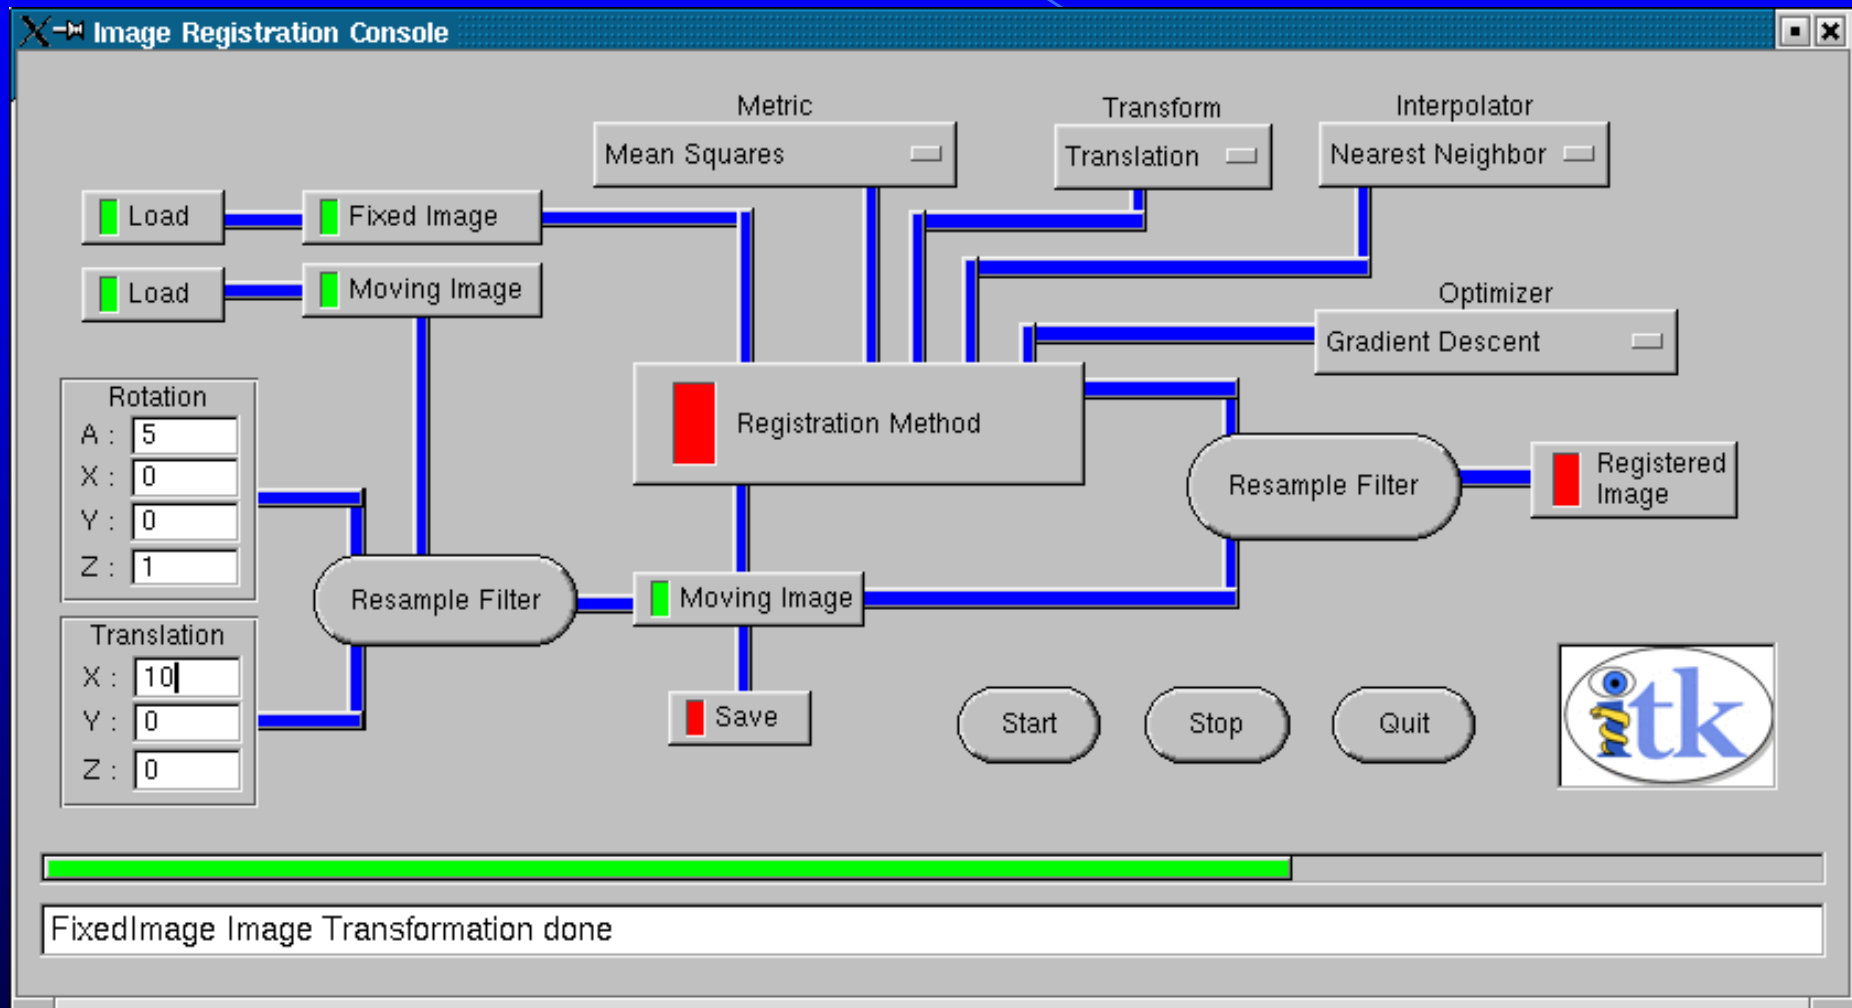 Image Registration Console
Metric
Transform
Interpolator
Mean Squares
Translation
Nearest Neighbor
Load
Fixed Image
Load
Moving Image
Optimizer
Gradient Descent
Rotation
A : 5
X : 0
Y : 0
Z : 1
Registration Method
Resample Filter
Registered
Image
Resample Filter
Moving Image
Translation
X : 10
Y : 0
Z : 0
Save
Start
Stop
Quit
itk
FixedImage Image Transformation done